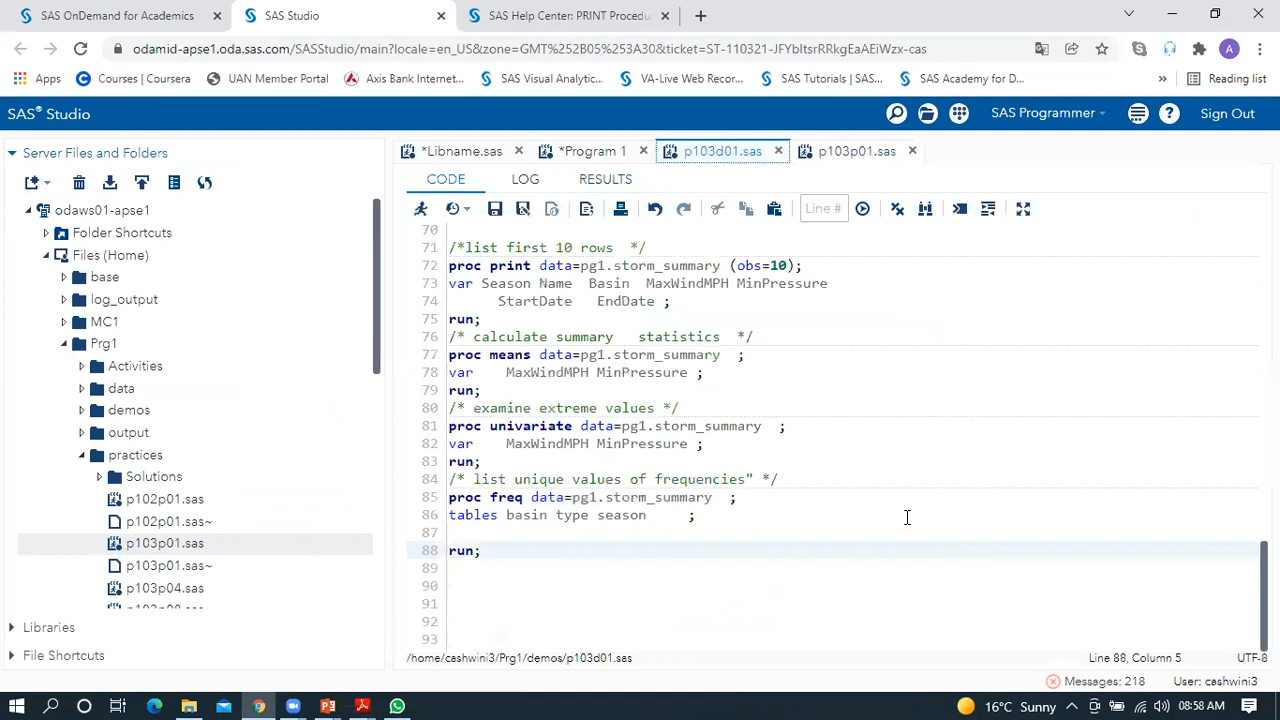 SAS OnDemand for Academics
SAS Studio
SAS Help Center: PRINT Procedu
odamid-apse1.oda.sas.com/SASStudio/main?locale=en_US&zone=GMT%252B05%253A30&ticket=ST-110321-JFYbItsrRRkgEaAEiWzx-cas
Apps
Courses | Coursera
UAN Member Portal
Axis Bank Internet...
SAS Visual Analytic...
VA-Live Web Recor...
SAS Tutorials | SAS...
SAS Academy for D...
»
Reading list
SAS® Studio
SAS Programmer
Sign Out
Server Files and Folders
*Libname.sas
*Program 1
p103d01.sas
p103p01.sas
CODE
LOG
RESULTS
Line #
odaws01-apse1
Folder Shortcuts
Files (Home)
base
log_output
MC1
Prg1
Activities
data
demos
output
practices
Solutions
p102p01.sas
p102p01.sas~
p103p01.sas
p103p01.sas~
p103p04.sas
p103p08.sas
Libraries
File Shortcuts
70
71 /*list first 10 rows */
72 proc print data=pg1.storm_summary (obs=10);
73 var Season Name Basin MaxWindMPH MinPressure
74 StartDate EndDate ;
75 run;
76 /* calculate summary statistics */
77 proc means data=pg1.storm_summary ;
78 var MaxWindMPH MinPressure ;
79 run;
80 /* examine extreme values */
81 proc univariate data=pg1.storm_summary ;
82 var MaxWindMPH MinPressure ;
83 run;
84 /* list unique values of frequencies" */
85 proc freq data=pg1.storm_summary ;
86 tables basin type season ;
87
88 run;
89
90
91
92
93
/home/cashwini3/Prg1/demos/p103d01.sas
Line 88, Column 5
UTF-8
Messages: 218
User: cashwini3
16°C Sunny
08:58 AM